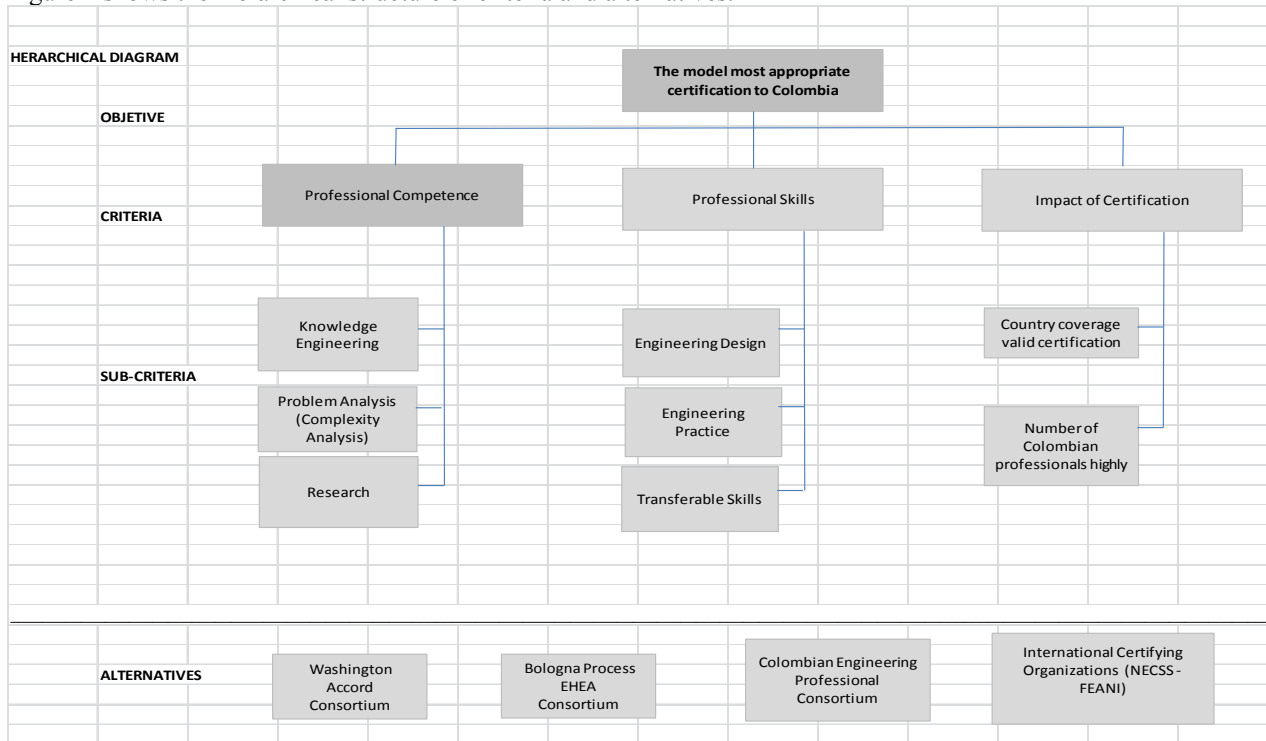 HERARCHICAL DIAGRAM
The model most appropriate
certification to Colombia
OBJETIVE
Professional Competence
Professional Skills
Impact of Certification
CRITERIA
Knowledge
Engineering
Engineering Design
Country coverage
valid certification
SUB-CRITERIA
Problem Analysis
(Complexity
Analysis)
Engineering
Practice
Number of
Colombian
professionals highly
Research
Transferable Skills
ALTERNATIVES
Washington
Accord
Consortium
Bologna Process
EHEA
Consortium
Colombian Engineering
Professional
Consortium
International Certifying
Organizations (NECSS -
FEANI)